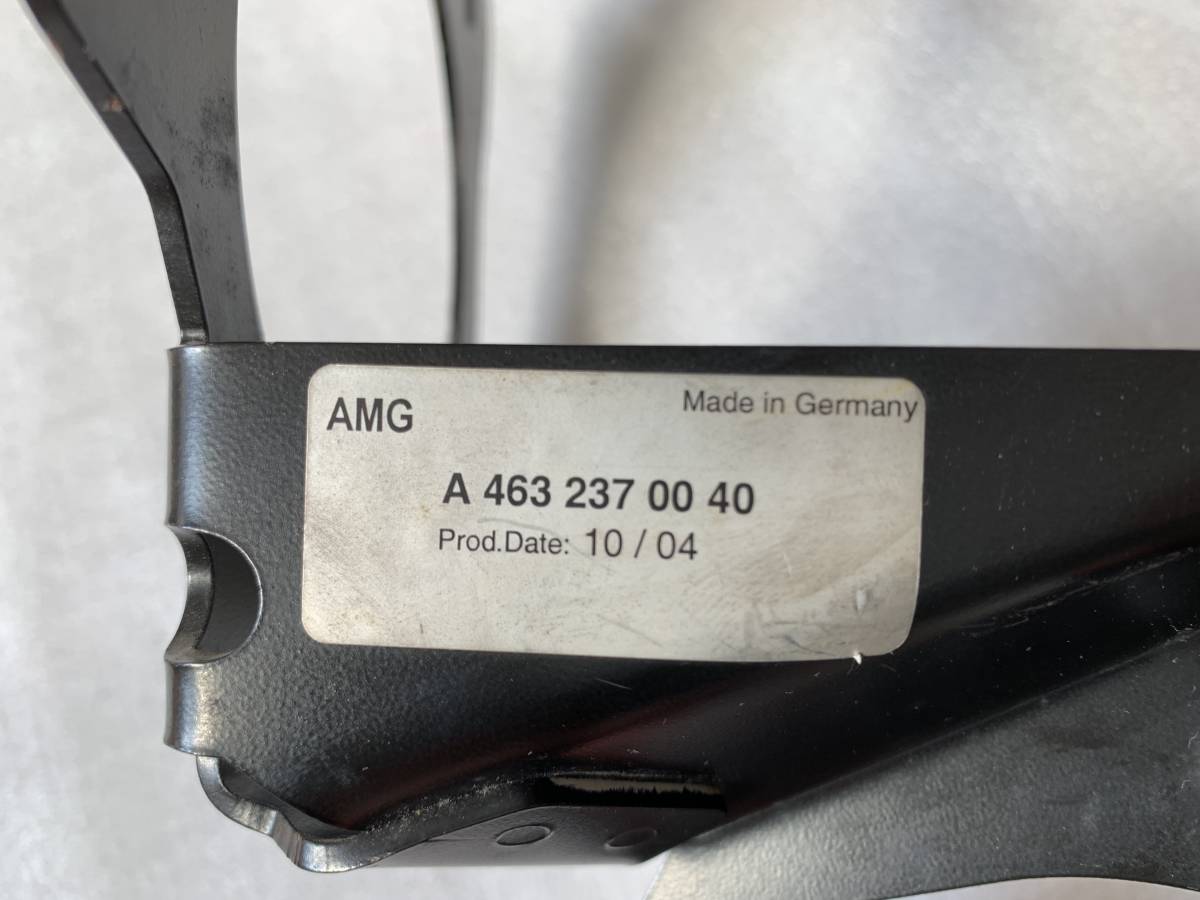 AMG
Made in Germany
A 463 237 00 40
Prod.Date: 10 / 04